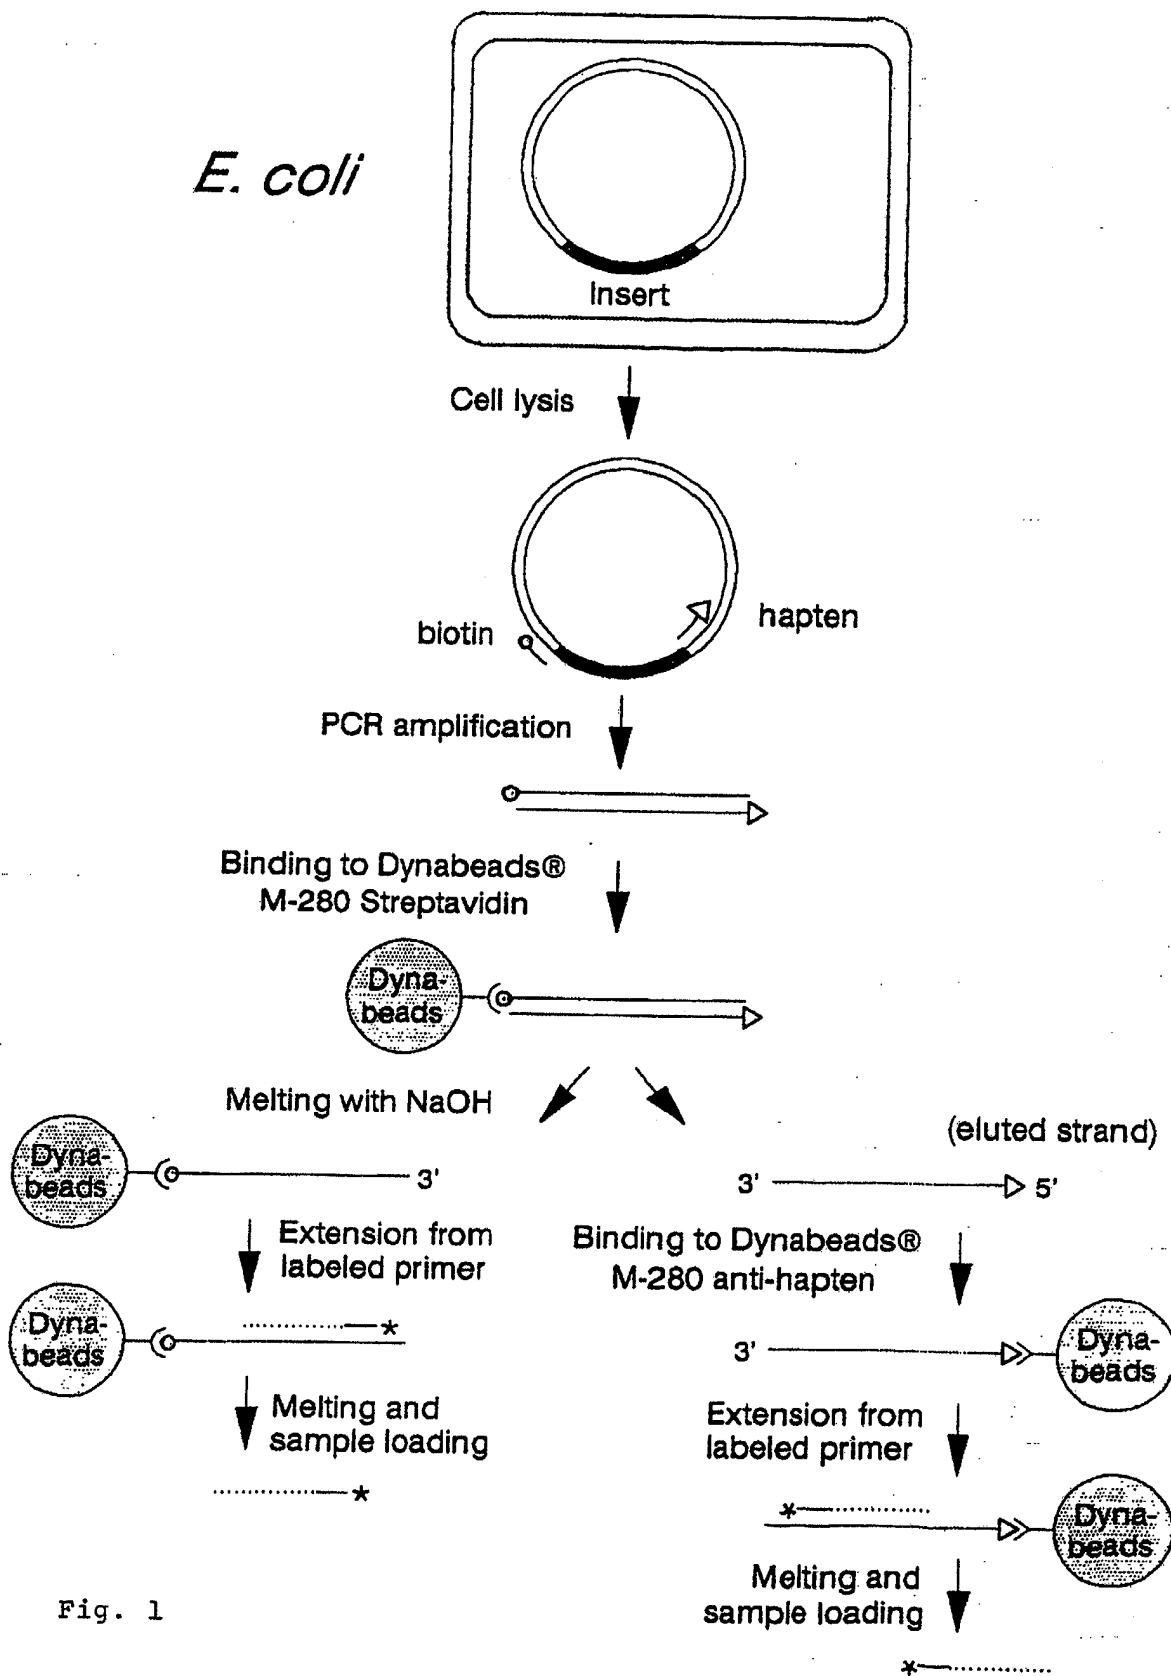 E. coli
Insert
Cell lysis
biotin
hapten
PCR amplification
Binding to Dynabeads®
M-280 Streptavidin
Dyna-
beads
Melting with NaOH
(eluted strand)
Dyna-
beads
3'
3'
5'
Extension from
labeled primer
Binding to Dynabeads®
M-280 anti-hapten
Dyna-
beads
*
3'
Dyna-
beads
Melting and
sample loading
Extension from
labeled primer
*
*
Dyna-
beads
Melting and
sample loading
*
Fig. 1